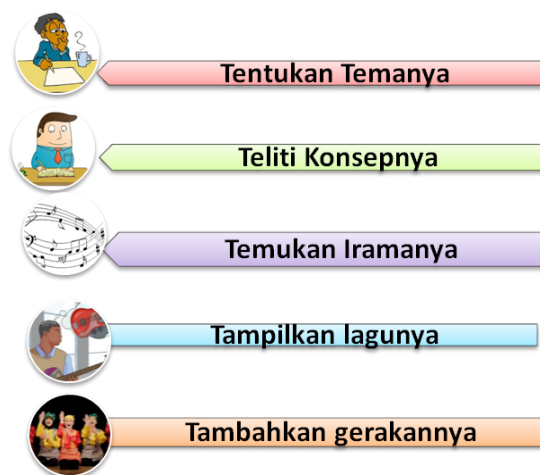 Tentukan Temanya
Teliti Konsepnya
Temukan Iramanya
Tampilkan lagunya
Tambahkan gerakannya